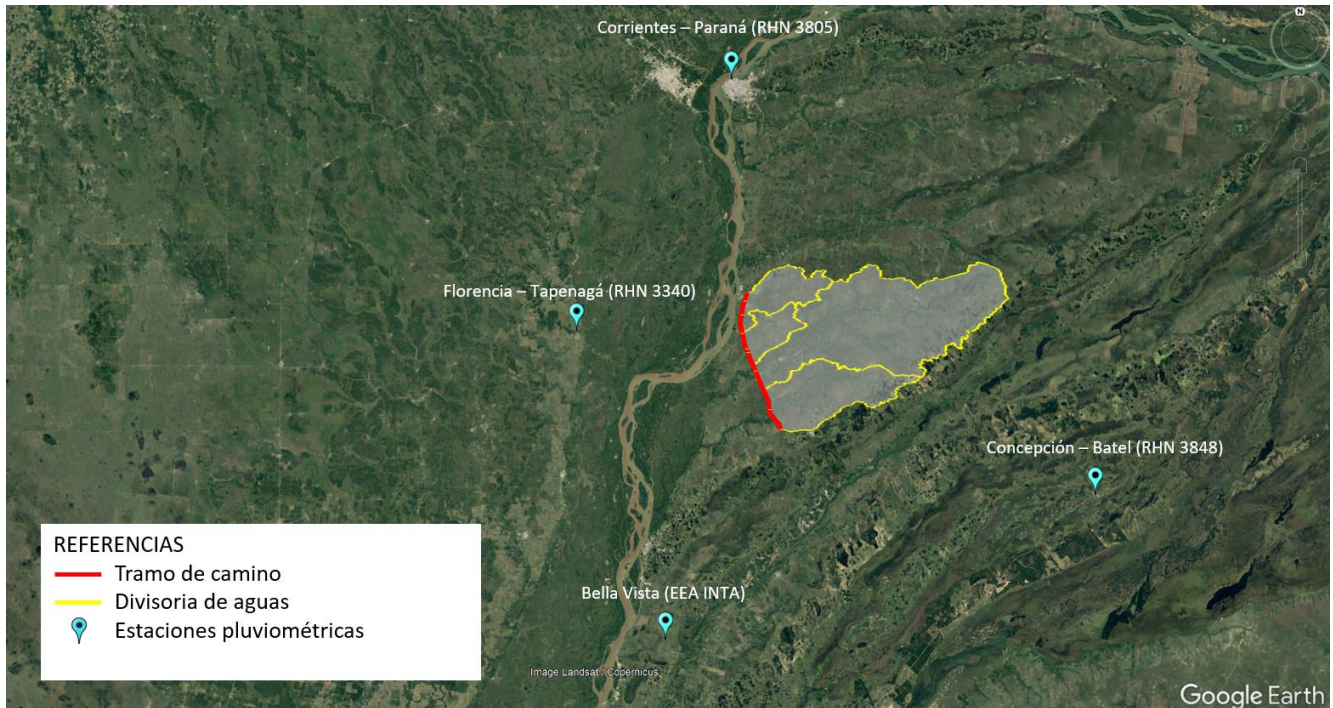 N
Corrientes – Paraná (RHN 3805)
Florencia – Tapenagá (RHN 3340)
Concepción – Batel (RHN 3848)
Bella Vista (EEA INTA)
REFERENCIAS
Tramo de camino
Divisoria de aguas
Estaciones pluviométricas
Image Landsat / Copernicus
Google Earth